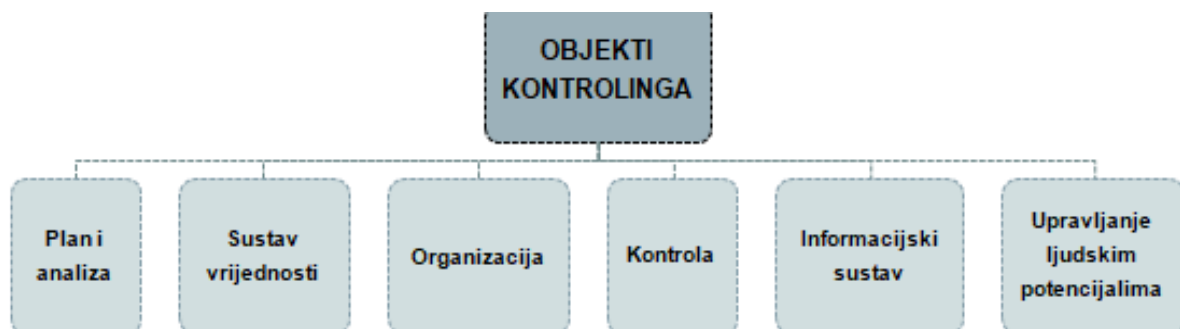 OBJEKTI
KONTROLINGA
Plan i
analiza
Sustav
vrijednosti
Organizacija
Kontrola
Informacijski
sustav
Upravljanje
ljudskim
potencijalima